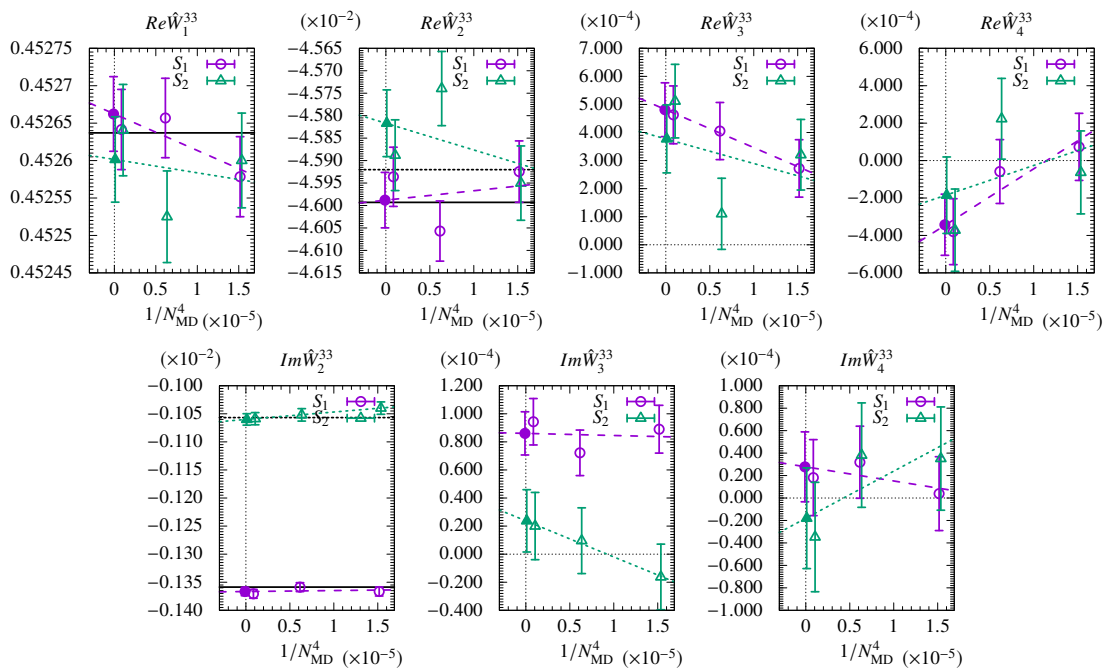 ReŴ₁³³
0.45275
0.4527
0.45265
0.4526
0.45255
0.4525
0.45245
S₁
S₂
0 0.5 1 1.5
1/N⁴_MD (×10⁻⁵)
(×10⁻²) ReŴ₂³³
−4.565
−4.570
−4.575
−4.580
−4.585
−4.590
−4.595
−4.600
−4.605
−4.610
−4.615
S₁
S₂
0 0.5 1 1.5
1/N⁴_MD (×10⁻⁵)
(×10⁻⁴) ReŴ₃³³
7.000
6.000
5.000
4.000
3.000
2.000
1.000
0.000
−1.000
S₁
S₂
0 0.5 1 1.5
1/N⁴_MD (×10⁻⁵)
(×10⁻⁴) ReŴ₄³³
6.000
4.000
2.000
0.000
−2.000
−4.000
−6.000
S₁
S₂
0 0.5 1 1.5
1/N⁴_MD (×10⁻⁵)
(×10⁻²) ImŴ₂³³
−0.100
−0.105
−0.110
−0.115
−0.120
−0.125
−0.130
−0.135
−0.140
S₁
S₂
0 0.5 1 1.5
1/N⁴_MD (×10⁻⁵)
(×10⁻⁴) ImŴ₃³³
1.200
1.000
0.800
0.600
0.400
0.200
0.000
−0.200
−0.400
S₁
S₂
0 0.5 1 1.5
1/N⁴_MD (×10⁻⁵)
(×10⁻⁴) ImŴ₄³³
1.000
0.800
0.600
0.400
0.200
0.000
−0.200
−0.400
−0.600
−0.800
−1.000
S₁
S₂
0 0.5 1 1.5
1/N⁴_MD (×10⁻⁵)